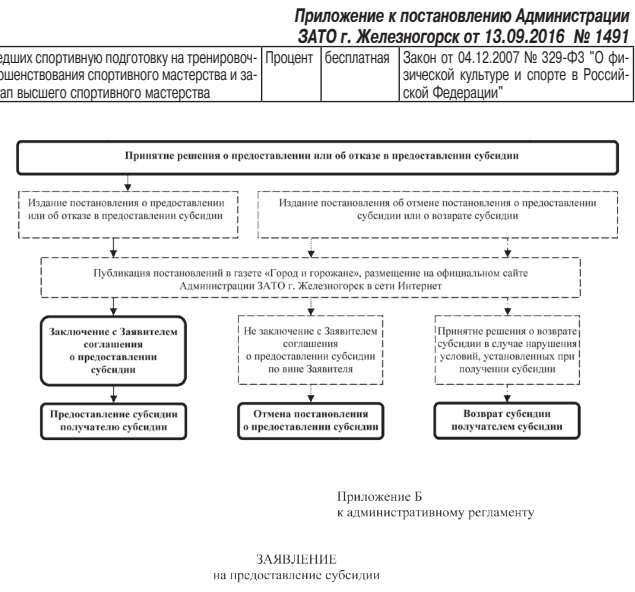 Приложение к постановлению Администрации
ЗАТО г. Железногорск от 13.09.2016 № 1491
на тренировоч-
Процент
бесплатная
Закон от 04.12.2007 № 329-ФЗ "О фи-
спортивную подготовку
спортивного мастерства и за-
зической культуре и спорте в Россий-
высшего спортивного мастерства
ской Федерации"
Принятие решения о предоставлении или об отказе в предоставлении субсидии
Издание постановления о предоставлении
или об отказе в предоставлении субсидии
Издание постановления об отмене постановления о предоставлении
субсидии или о возврате субсидии
Публикация постановлений в газете «Город и горожане», размещение на официальном сайте
Администрации ЗАТО г. Железногорск в сети Интернет
Заключение с Заявителем
соглашения
о предоставлении
субсидии
Не заключение с Заявителем
соглашения
о предоставлении субсидии
по вине Заявителя
Принятие решения о возврате
субсидии в случае нарушения
условий, установленных при
получении субсидии
Предоставление субсидии
получателю субсидии
Отмена постановления
о предоставлении субсидии
Возврат субсидии
получателем субсидии
Приложение Б
к административному регламенту
ЗАЯВЛЕНИЕ
на предоставление субсидии